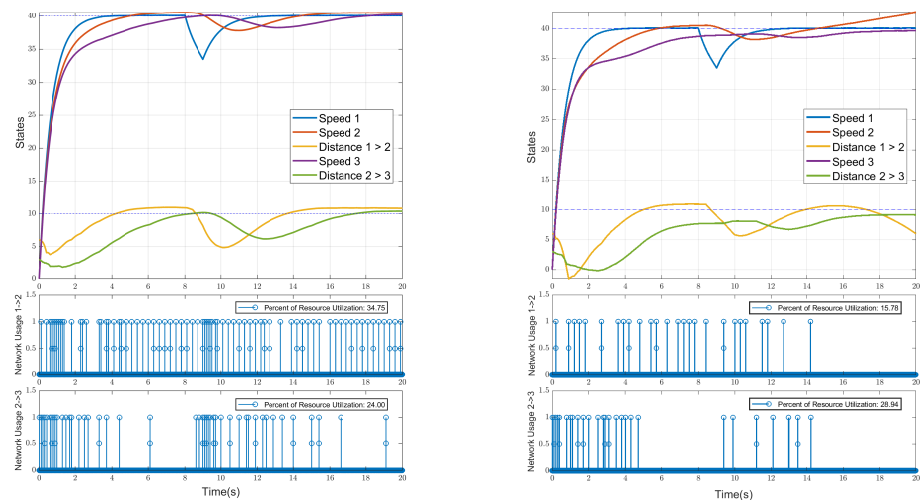 40
35
30
25
20
15
10
5
0
States
Speed 1
Speed 2
Distance 1 > 2
Speed 3
Distance 2 > 3
0 2 4 6 8 10 12 14 16 18 20
Network Usage 1->2
1.5
1
0.5
0
Percent of Resource Utilization: 34.75
0 2 4 6 8 10 12 14 16 18 20
Network Usage 2->3
1.5
1
0.5
0
Percent of Resource Utilization: 24.00
0 2 4 6 8 10 12 14 16 18 20
Time(s)
40
35
30
25
20
15
10
5
0
States
Speed 1
Speed 2
Distance 1 > 2
Speed 3
Distance 2 > 3
0 2 4 6 8 10 12 14 16 18 20
Network Usage 1->2
1.5
1
0.5
0
Percent of Resource Utilization: 15.78
0 2 4 6 8 10 12 14 16 18 20
Network Usage 2->3
1.5
1
0.5
0
Percent of Resource Utilization: 28.94
0 2 4 6 8 10 12 14 16 18 20
Time(s)